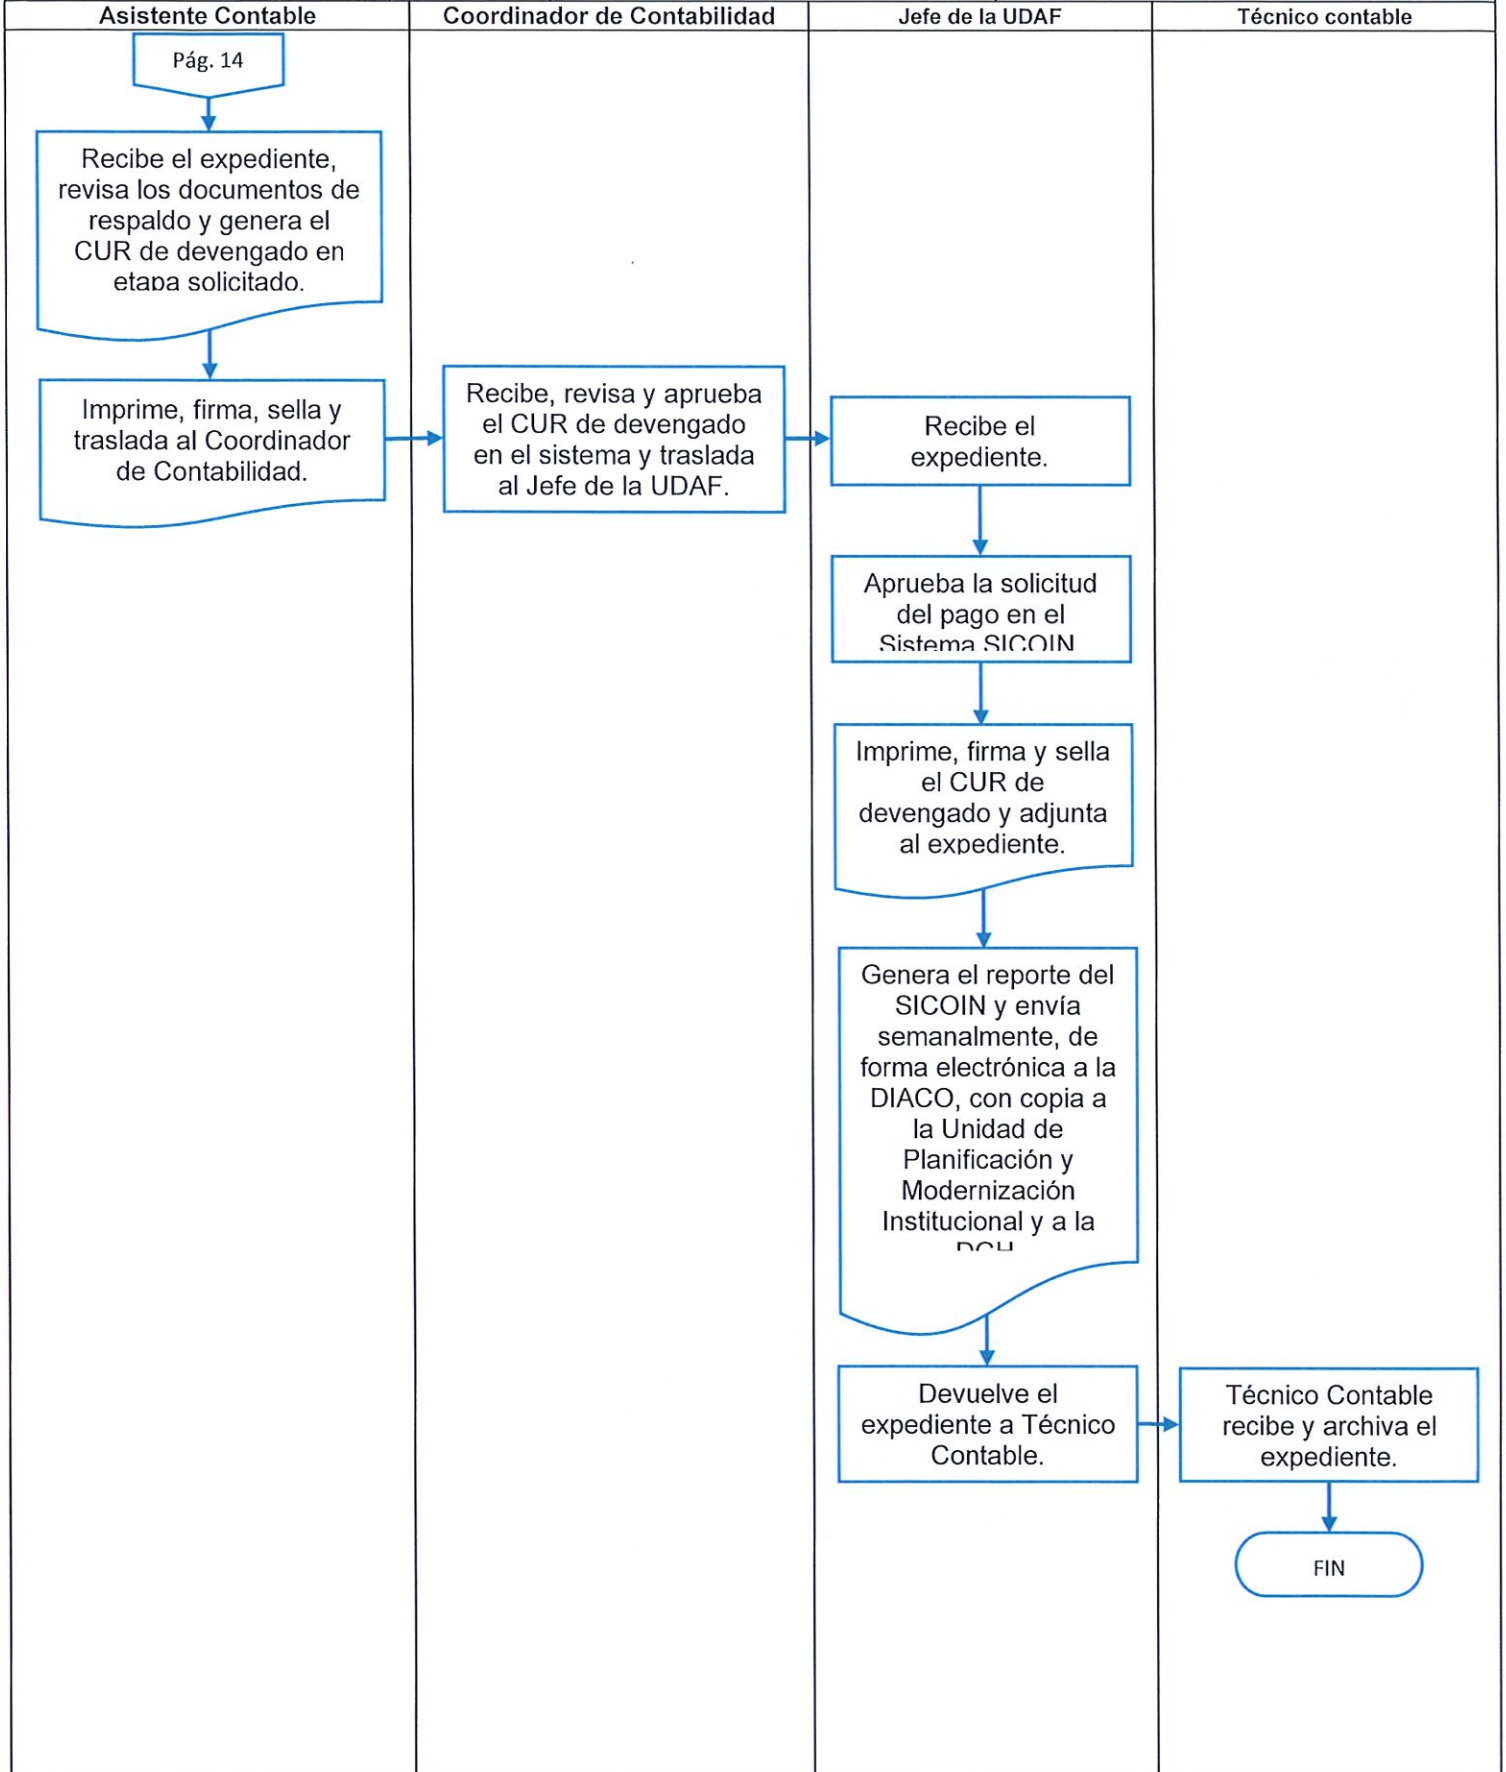 Asistente Contable
Coordinador de Contabilidad
Jefe de la UDAF
Técnico contable
Pág. 14
Recibe el expediente,
revisa los documentos de
respaldo y genera el
CUR de devengado en
etapa solicitado.
Imprime, firma, sella y
traslada al Coordinador
de Contabilidad.
Recibe, revisa y aprueba
el CUR de devengado
en el sistema y traslada
al Jefe de la UDAF.
Recibe el
expediente.
Aprueba la solicitud
del pago en el
Sistema SICOIN
Imprime, firma y sella
el CUR de
devengado y adjunta
al expediente.
Genera el reporte del
SICOIN y envía
semanalmente, de
forma electrónica a la
DIACO, con copia a
la Unidad de
Planificación y
Modernización
Institucional y a la
Devuelve el
expediente a Técnico
Contable.
Técnico Contable
recibe y archiva el
expediente.
FIN